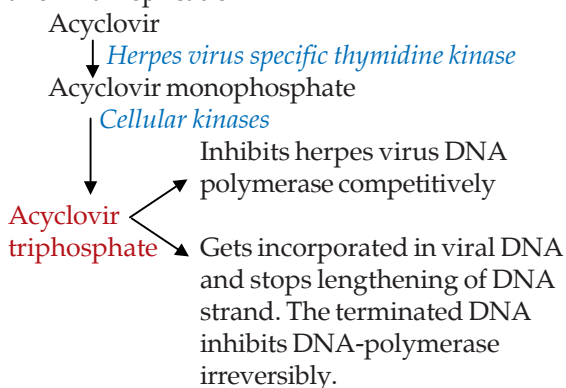 Acyclovir
Herpes virus specific thymidine kinase
Acyclovir monophosphate
Cellular kinases
Inhibits herpes virus DNA
polymerase competitively
Acyclovir
triphosphate
Gets incorporated in viral DNA
and stops lengthening of DNA
strand. The terminated DNA
inhibits DNA-polymerase
irreversibly.